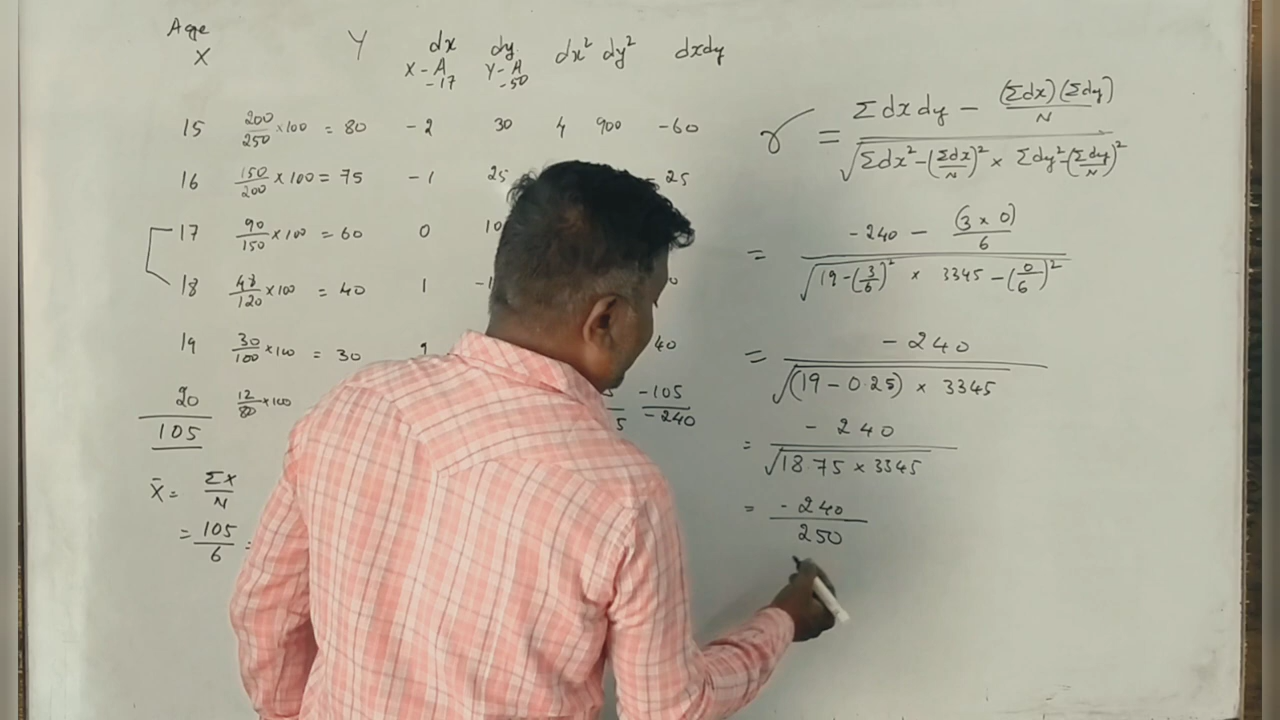 Age
X Y dx dy dx² dy² dxdy
X - A Y - A
-17 -50
15 200/250 ×100 = 80 -2 30 4 900 -60
16 150/200 ×100 = 75 -1 25 - 25
17 90/150 ×100 = 60 0 10
18 48/120 ×100 = 40 1 -1
19 30/100 ×100 = 30 40
20 12/80 ×100 -105
105 5 -240
X̄ = Σx/N
= 105/6 =
r = Σdxdy - (Σdx)(Σdy)/N / √Σdx² - (Σdx/N)² × Σdy² - (Σdy/N)²
= -240 - (3 × 0)/6 / √19 - (3/6)² × 3345 - (0/6)²
= -240 / √(19 - 0.25) × 3345
= -240 / √18.75 × 3345
= -240 / 250